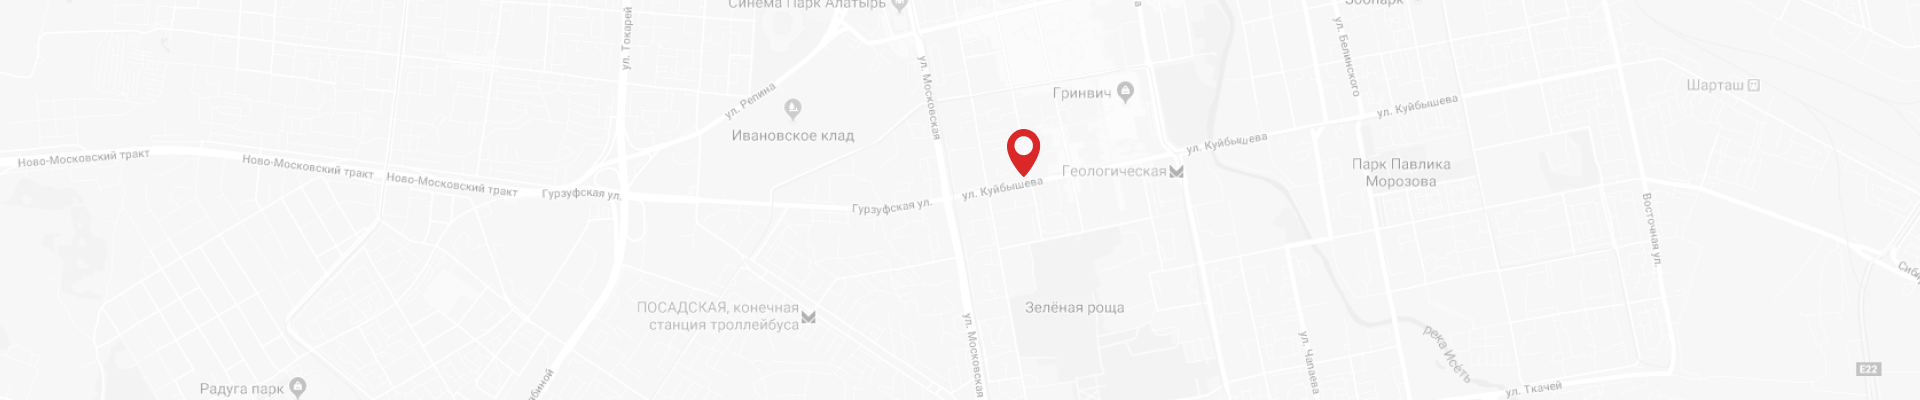 Синема Парк Алатырь
Зоопарк
ул. Токарей
ул. Белинского
ул. Московская
ул. Репина
Гринвич
Шарташ
ул. Куйбышева
Ивановское клад
ул. Куйбышева
Ново-Московский тракт
Ново-Московский тракт
Ново-Московский тракт
Гурзуфская ул.
Геологическая
Парк Павлика
Морозова
ул. Куйбышева
Гурзуфская ул.
Восточная ул.
ПОСАДСКАЯ, конечная
станция троллейбуса
Зелёная роща
ул. Московская
ул. Чапаева
река Исеть
E22
Радуга парк
ул. Ткачей